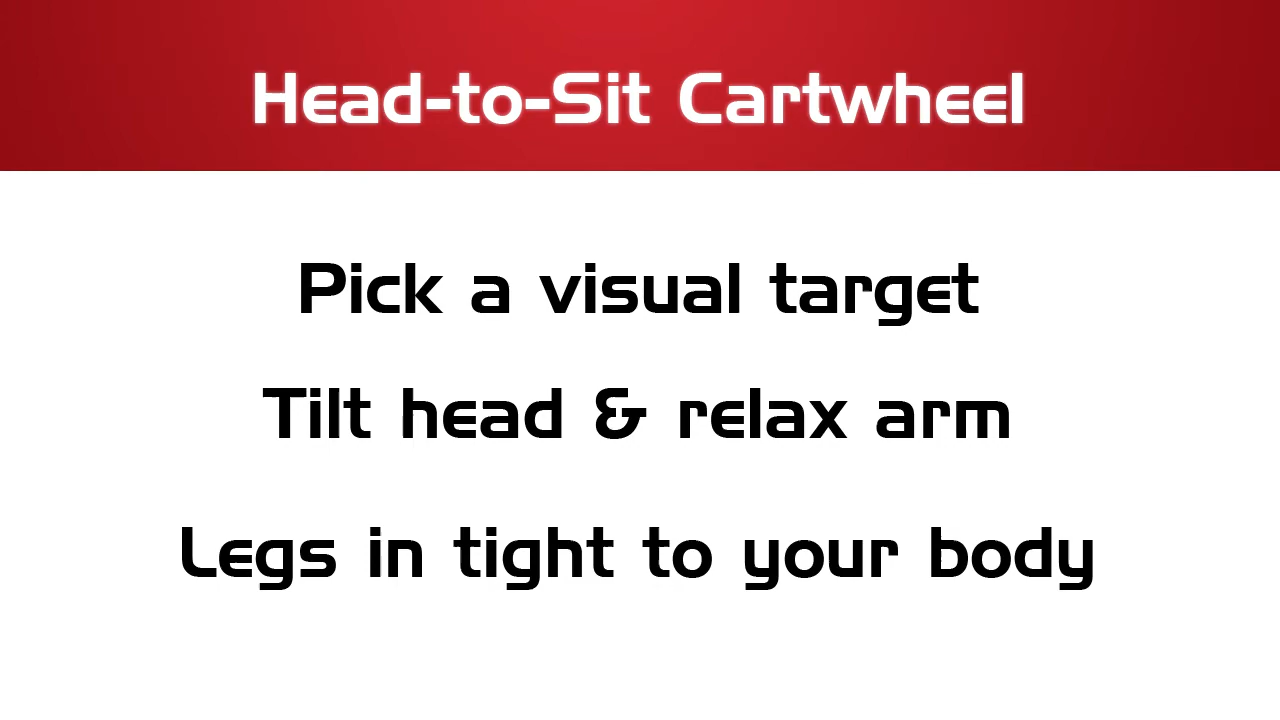 Head-to-Sit Cartwheel
Pick a visual target
Tilt head & relax arm
Legs in tight to your body